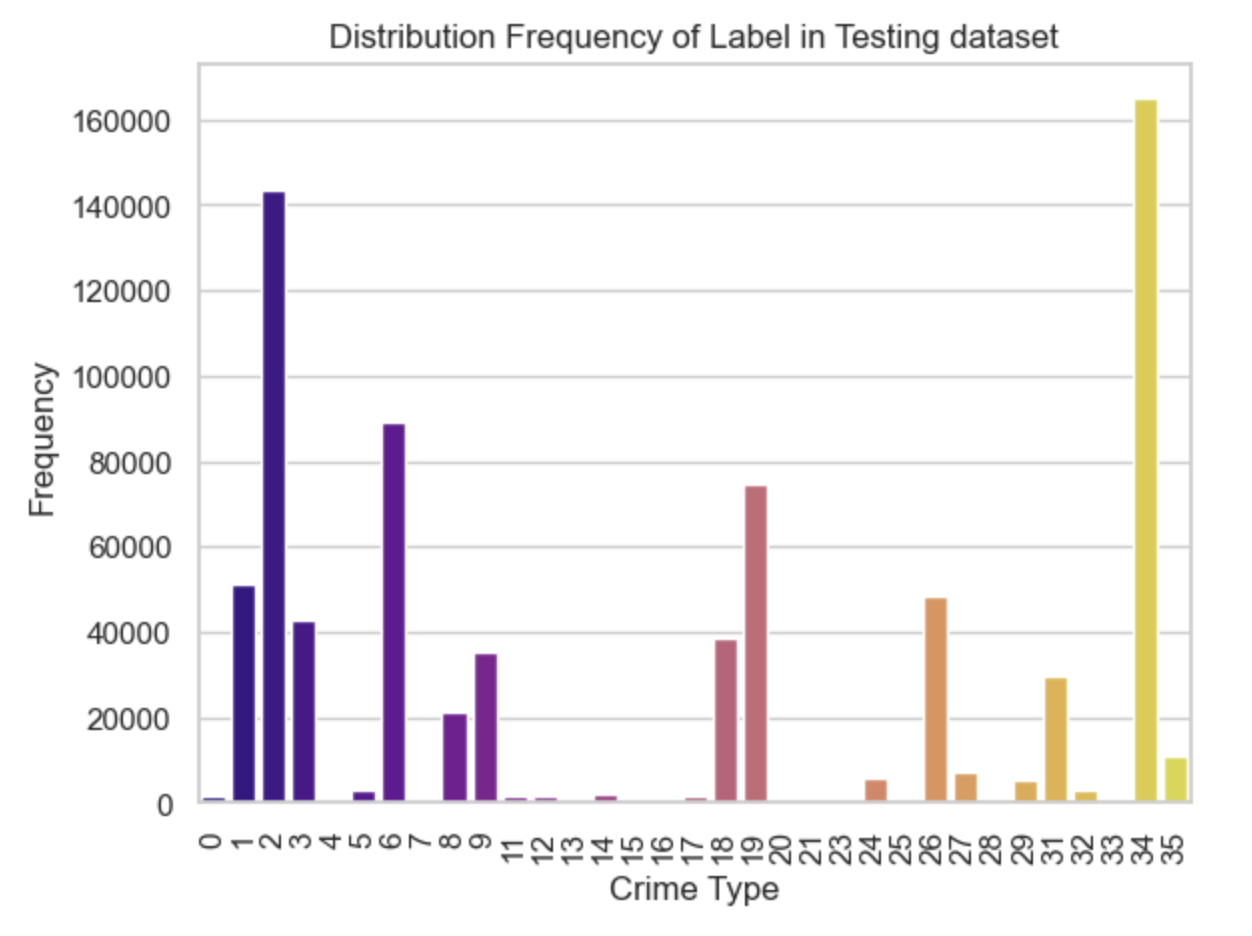 Distribution Frequency of Label in Testing dataset
Frequency
160000
140000
120000
100000
80000
60000
40000
20000
0
0 1 2 3 4 5 6 7 8 9 11 12 13 14 15 16 17 18 19 20 21 23 24 25 26 27 28 29 31 32 33 34 35
Crime Type